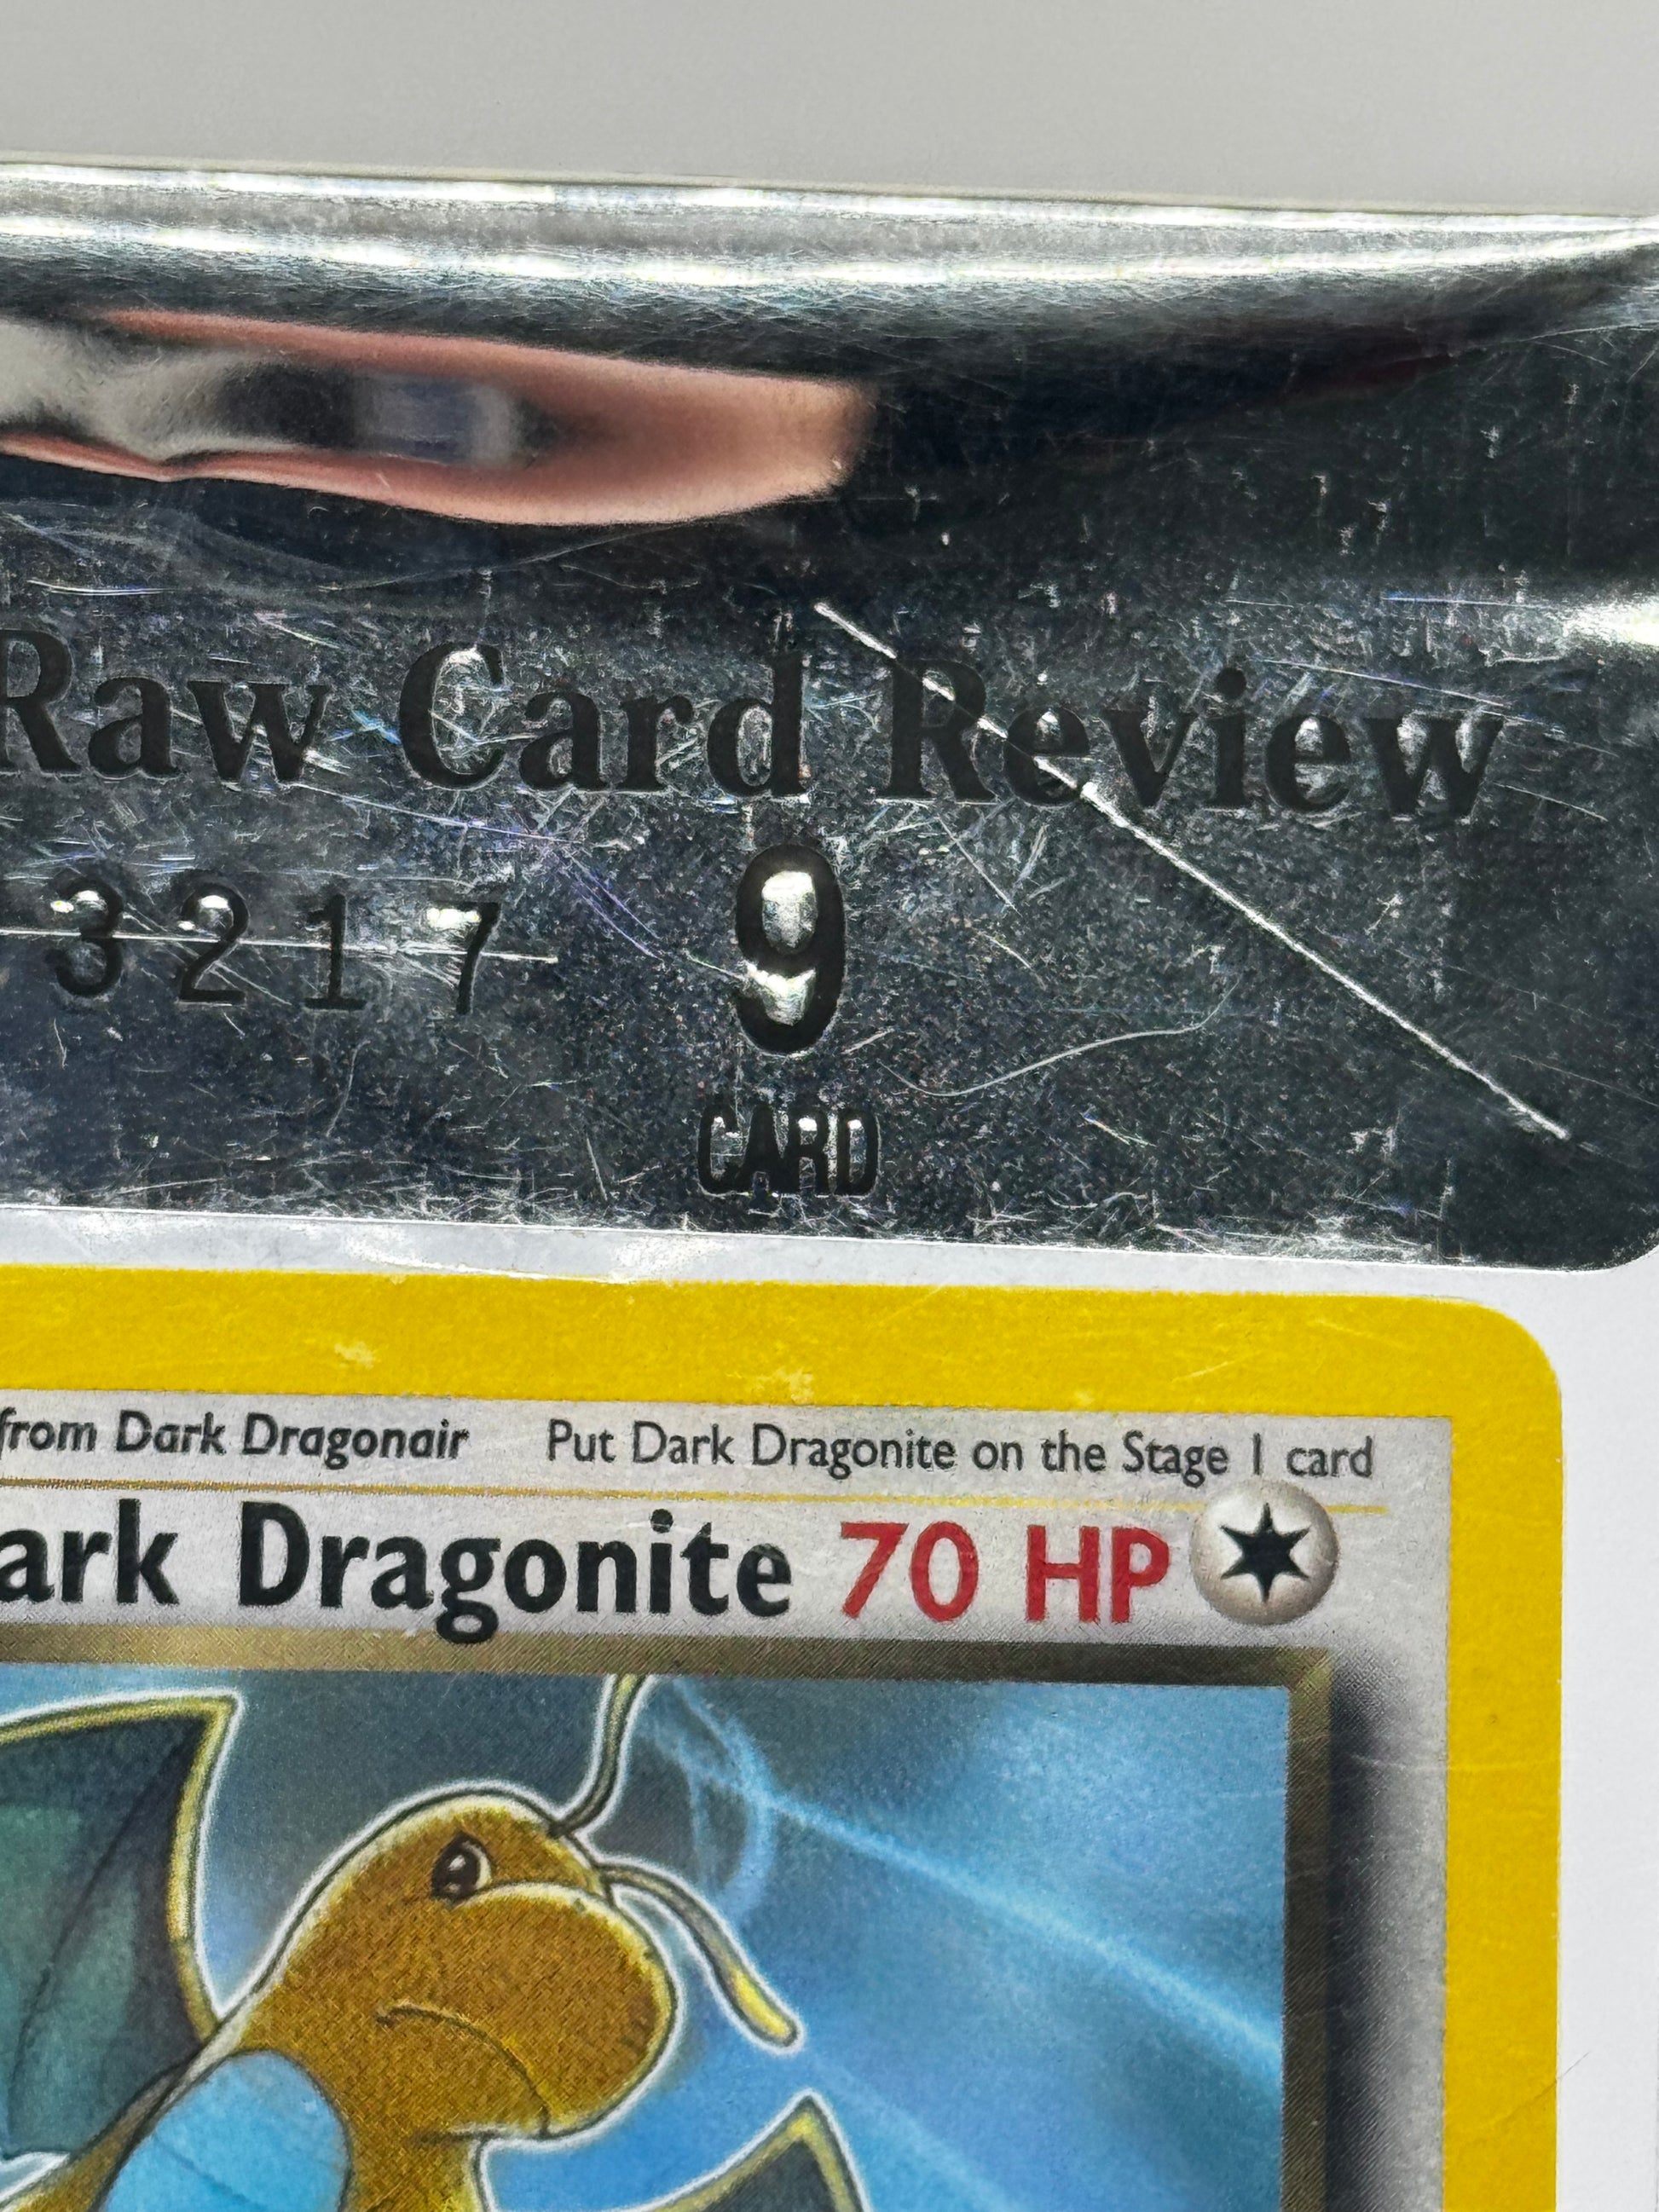 Raw Card Review
3217
9
CARD
from Dark Dragonair Put Dark Dragonite on the Stage 1 card
ark Dragonite 70 HP